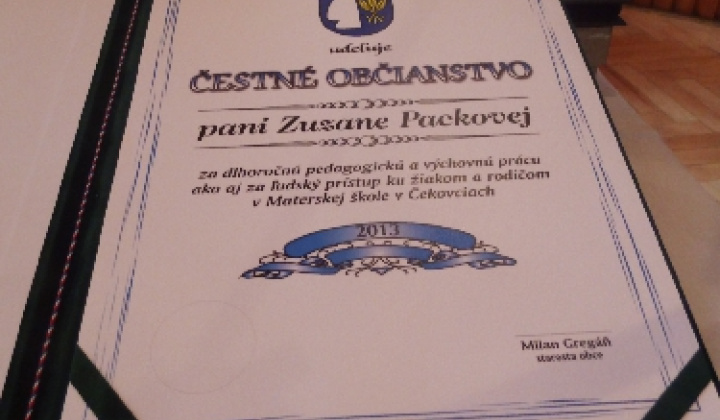 udeľuje
ČESTNÉ OBČIANSTVO
pani Zuzane Packovej
za dlhoročnú pedagogickú a výchovnú prácu
ako aj za ľudský prístup ku žiakom a rodičom
v Materskej škole v Čekovciach
2013
Milan Gregáň
starosta obce